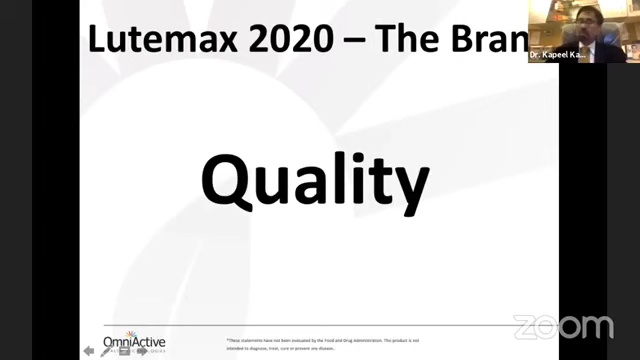 Lutemax 2020 – The Bran
Dr. Kapeel Ka...
Quality
OmniActive
*These statements have not been evaluated by the Food and Drug Administration. This product is not
intended to diagnose, treat, cure or prevent any disease.
zoom